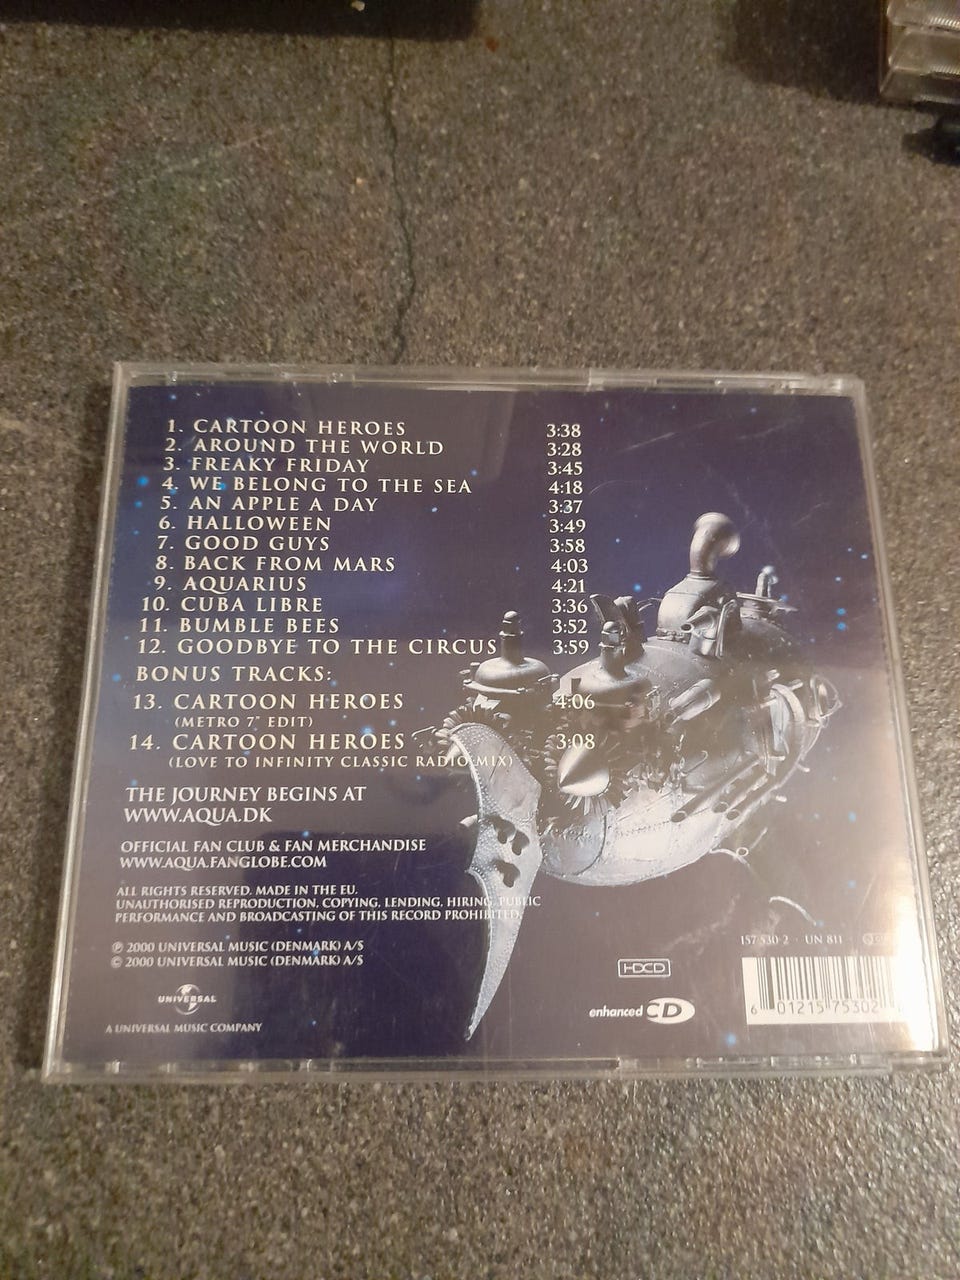 1. CARTOON HEROES 3:38
2. AROUND THE WORLD 3:28
3. FREAKY FRIDAY 3:45
4. WE BELONG TO THE SEA 4:18
5. AN APPLE A DAY 3:37
6. HALLOWEEN 3:49
7. GOOD GUYS 3:58
8. BACK FROM MARS 4:03
9. AQUARIUS 4:21
10. CUBA LIBRE 3:36
11. BUMBLE BEES 3:52
12. GOODBYE TO THE CIRCUS 3:59
BONUS TRACKS:
13. CARTOON HEROES 4:06
(METRO 7" EDIT)
14. CARTOON HEROES 3:08
(LOVE TO INFINITY CLASSIC RADIO MIX)
THE JOURNEY BEGINS AT
WWW.AQUA.DK
OFFICIAL FAN CLUB & FAN MERCHANDISE
WWW.AQUA.FANGLOBE.COM
ALL RIGHTS RESERVED. MADE IN THE EU.
UNAUTHORISED REPRODUCTION, COPYING, LENDING, HIRING, PUBLIC
PERFORMANCE AND BROADCASTING OF THIS RECORD PROHIBITED.
℗ 2000 UNIVERSAL MUSIC (DENMARK) A/S
© 2000 UNIVERSAL MUSIC (DENMARK) A/S
UNIVERSAL
A UNIVERSAL MUSIC COMPANY
HDCD
enhanced CD
157 530-2 · UN 811 ·
6 01215 75302